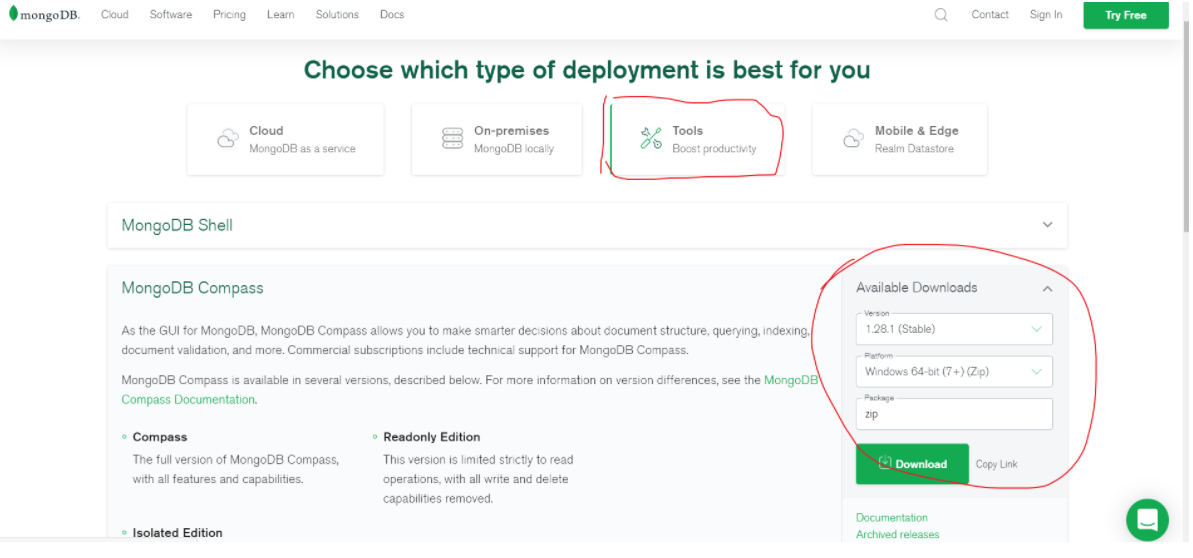 mongoDB. Cloud Software Pricing Learn Solutions Docs Contact Sign In Try Free
Choose which type of deployment is best for you
Cloud
MongoDB as a service
On-premises
MongoDB locally
Tools
Boost productivity
Mobile & Edge
Realm Datastore
MongoDB Shell
MongoDB Compass
As the GUI for MongoDB, MongoDB Compass allows you to make smarter decisions about document structure, querying, indexing,
document validation, and more. Commercial subscriptions include technical support for MongoDB Compass.
MongoDB Compass is available in several versions, described below. For more information on version differences, see the MongoDB
Compass Documentation.
Compass
The full version of MongoDB Compass,
with all features and capabilities.
Readonly Edition
This version is limited strictly to read
operations, with all write and delete
capabilities removed.
Isolated Edition
Available Downloads
Version
1.28.1 (Stable)
Platform
Windows 64-bit (7+) (Zip)
Package
zip
Download Copy Link
Documentation
Archived releases